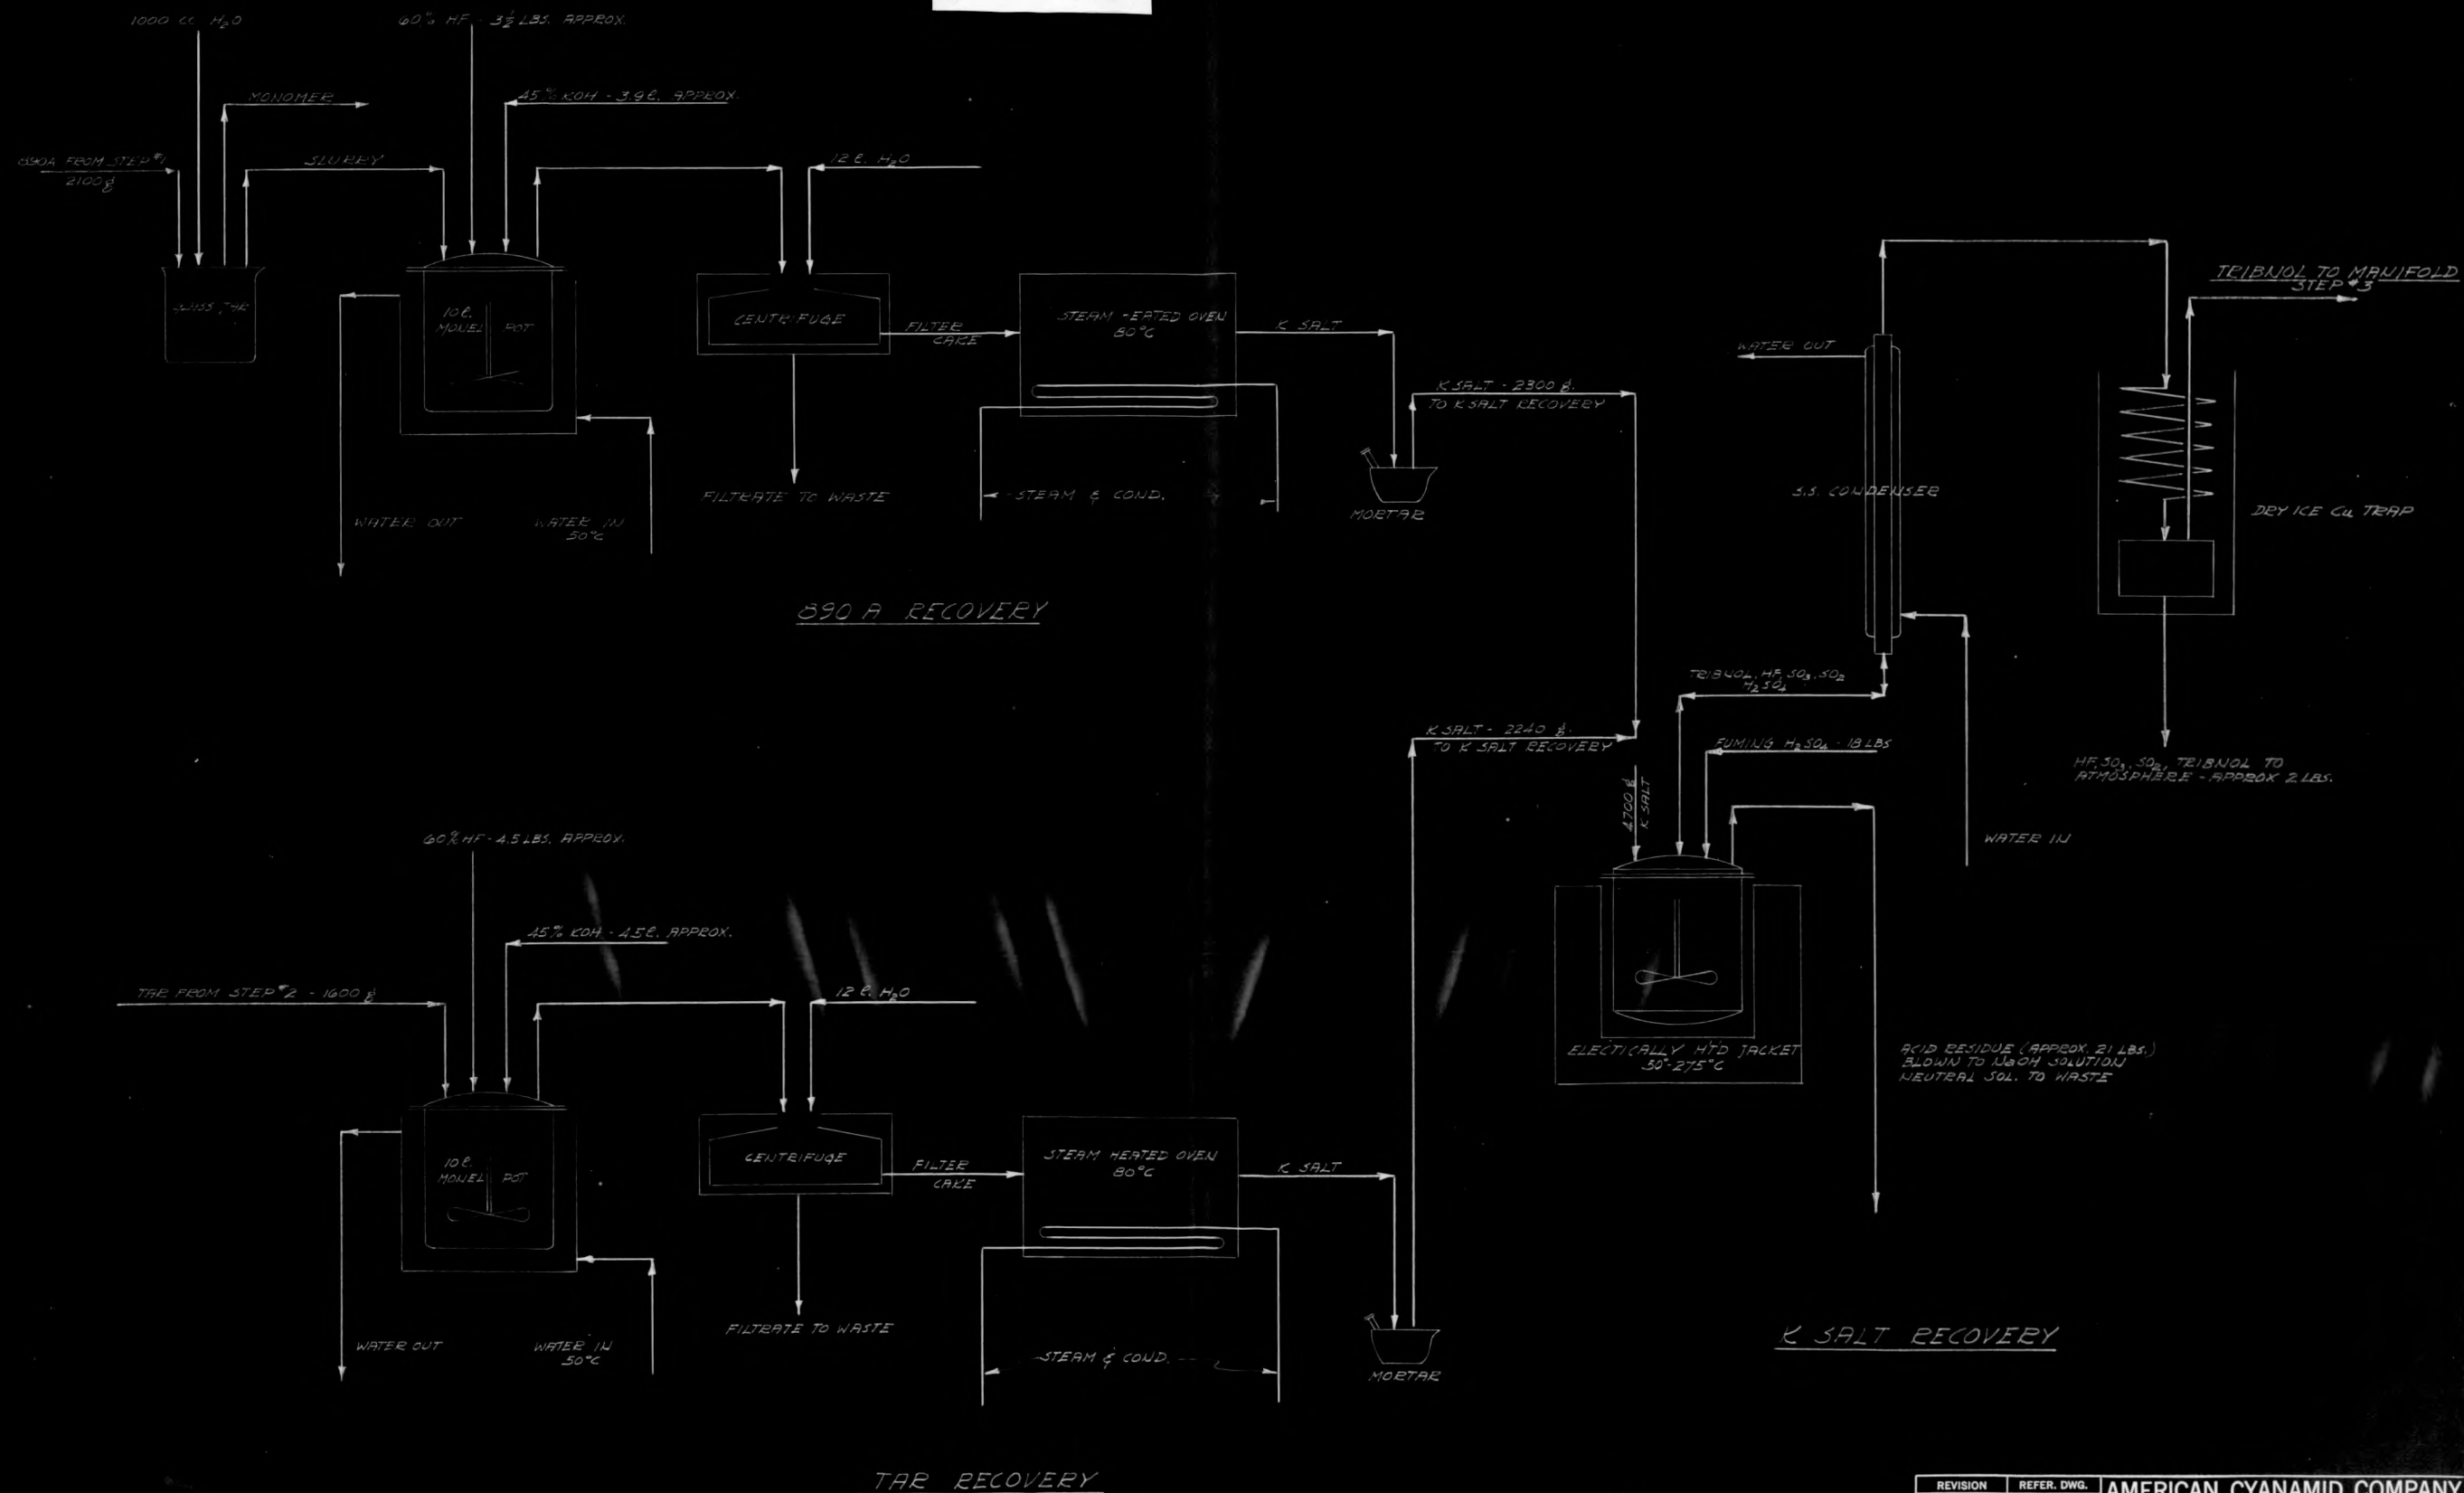 1000 CC H₂O
60% HF - 3½ LBS. APPROX.
MONOMER
45% KOH - 3.9 ℓ. APPROX.
890A FROM STEP #1
2100 g
SLURRY
12 ℓ. H₂O
GLASS JAR
10 ℓ.
MONEL POT
CENTRIFUGE
FILTER
CAKE
STEAM -EATED OVEN
80°C
K SALT
K SALT - 2300 g.
TO K SALT RECOVERY
WATER OUT
WATER IN
50°C
FILTRATE TO WASTE
STEAM & COND.
MORTAR
890 A RECOVERY
TRIBNOL TO MANIFOLD
STEP #3
WATER OUT
S.S. CONDENSER
DRY ICE Cu TRAP
TRIBNOL, HF, SO₃, SO₂
H₂SO₄
K SALT - 2240 g.
TO K SALT RECOVERY
FUMING H₂SO₄ - 18 LBS
4700 g
K SALT
HF, SO₃, SO₂, TRIBNOL TO
ATMOSPHERE - APPROX 2 LBS.
WATER IN
ELECTICALLY HT'D JACKET
50°-275°C
ACID RESIDUE (APPROX. 21 LBS.)
BLOWN TO NaOH SOLUTION
NEUTRAL SOL. TO WASTE
K SALT RECOVERY
60% HF - 4.5 LBS. APPROX.
45% KOH - 4.5 ℓ. APPROX.
TAR FROM STEP #2 - 1600 g
12 ℓ. H₂O
10 ℓ.
MONEL POT
CENTRIFUGE
FILTER
CAKE
STEAM HEATED OVEN
80°C
K SALT
WATER OUT
WATER IN
50°C
FILTRATE TO WASTE
STEAM & COND.
MORTAR
TAR RECOVERY
REVISION
REFER. DWG.
AMERICAN CYANAMID COMPANY